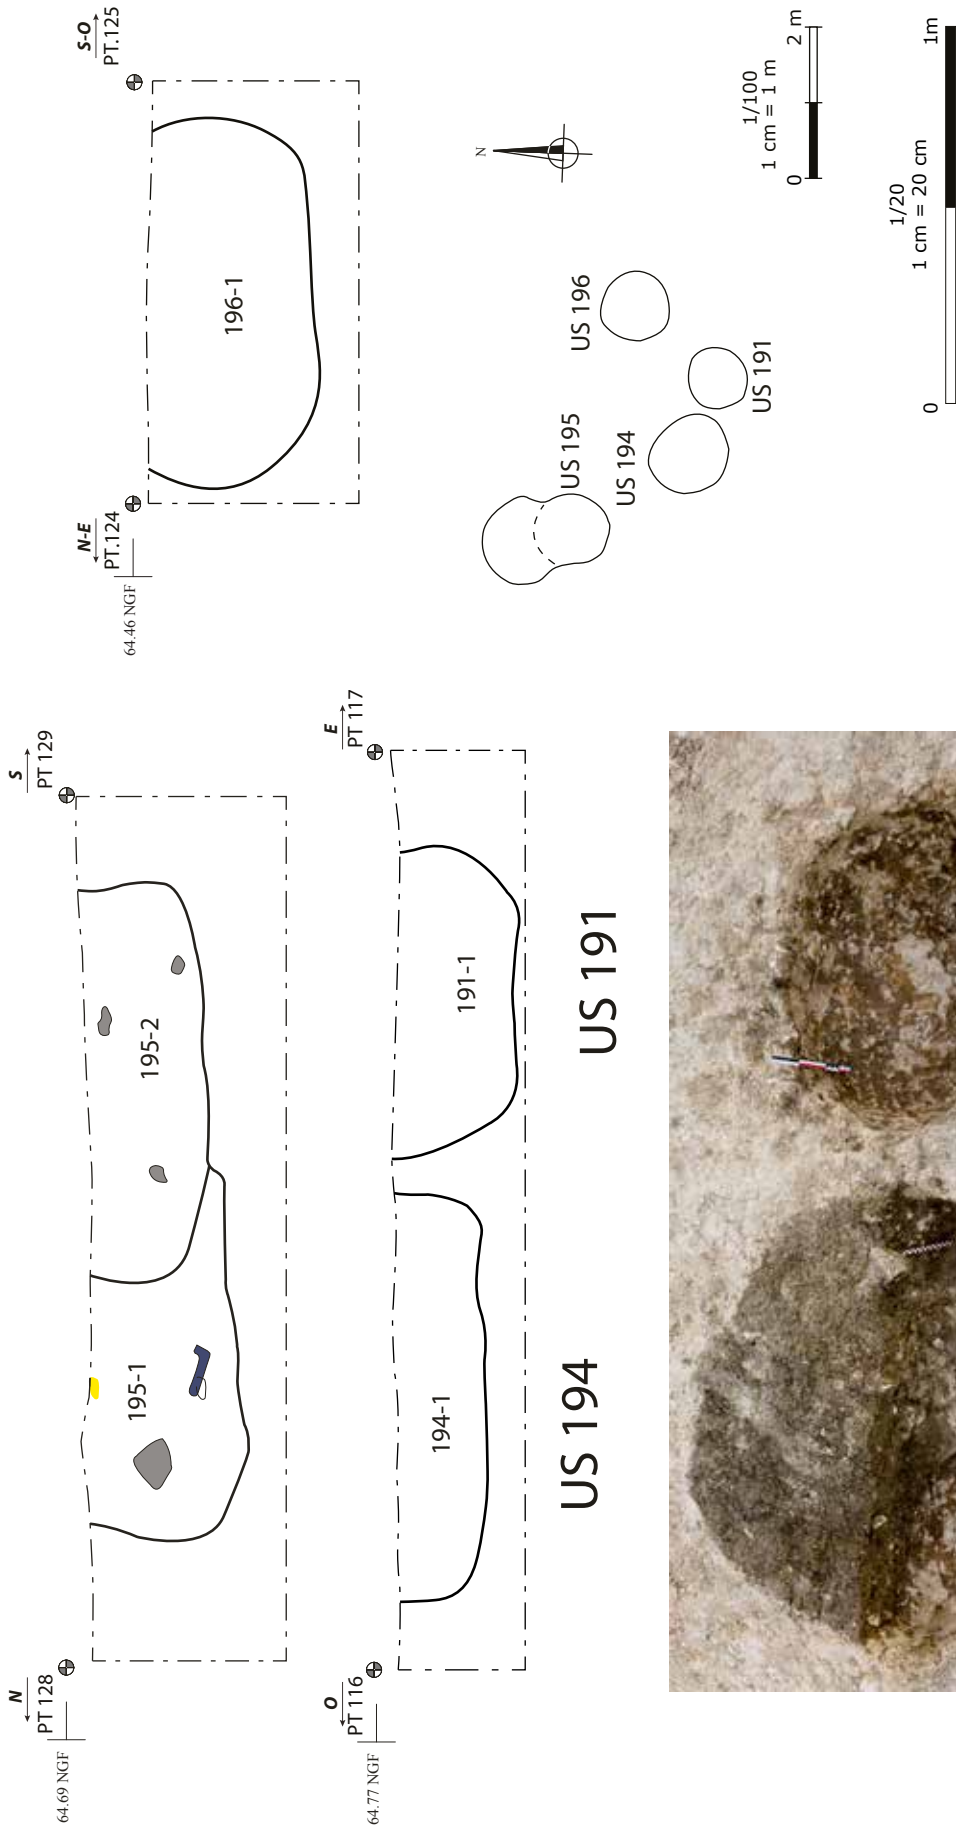 N
PT 128
64.69 NGF
S
PT 129
195-1
195-2
O
PT 116
64.77 NGF
E
PT 117
194-1
191-1
US 194
US 191
N-E
PT.124
64.46 NGF
S-O
PT.125
196-1
N
US 195
US 194
US 196
US 191
1/100
1 cm = 1 m
0
2 m
1/20
1 cm = 20 cm
0
1m